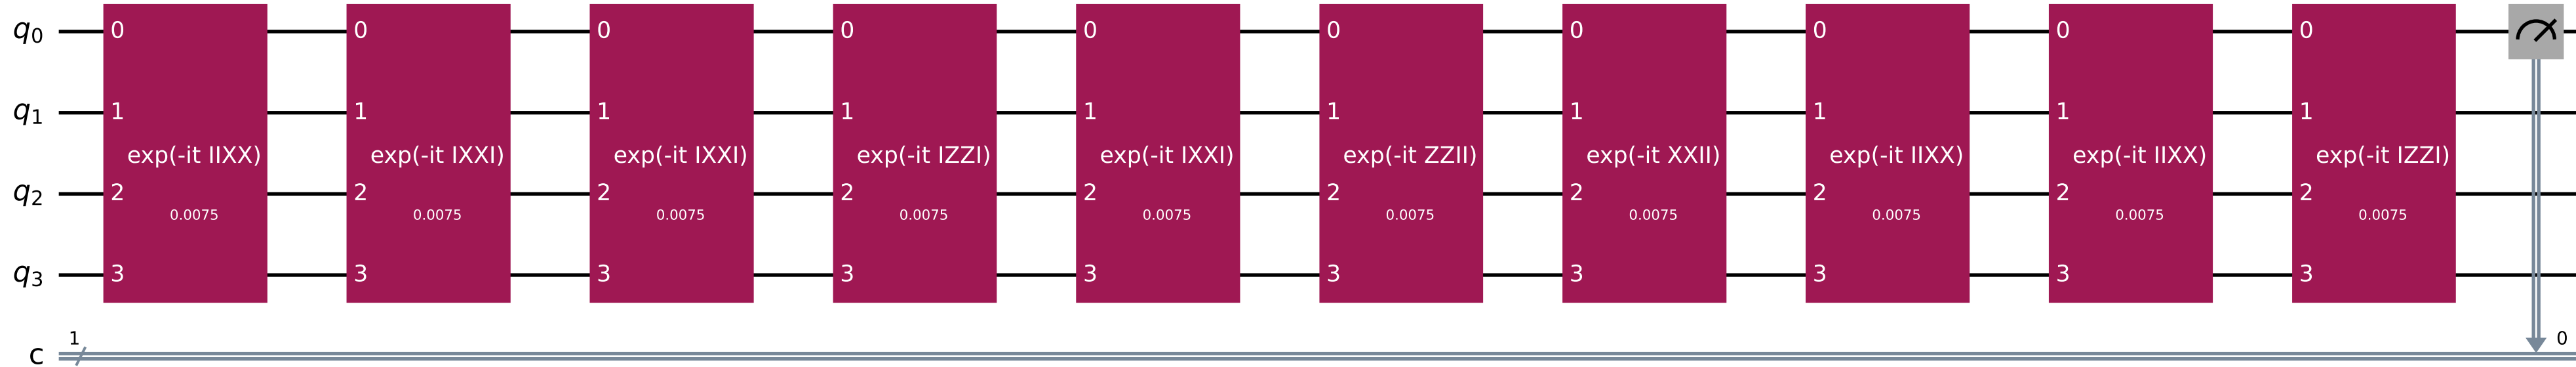 q0 0 0 0 0 0 0 0 0 0 0
q1 1 1 1 1 1 1 1 1 1 1
exp(-it IIXX) exp(-it IXXI) exp(-it IXXI) exp(-it IZZI) exp(-it IXXI) exp(-it ZZII) exp(-it XXII) exp(-it IIXX) exp(-it IIXX) exp(-it IZZI)
q2 2 2 2 2 2 2 2 2 2 2
0.0075 0.0075 0.0075 0.0075 0.0075 0.0075 0.0075 0.0075 0.0075 0.0075
q3 3 3 3 3 3 3 3 3 3 3
1 0
c